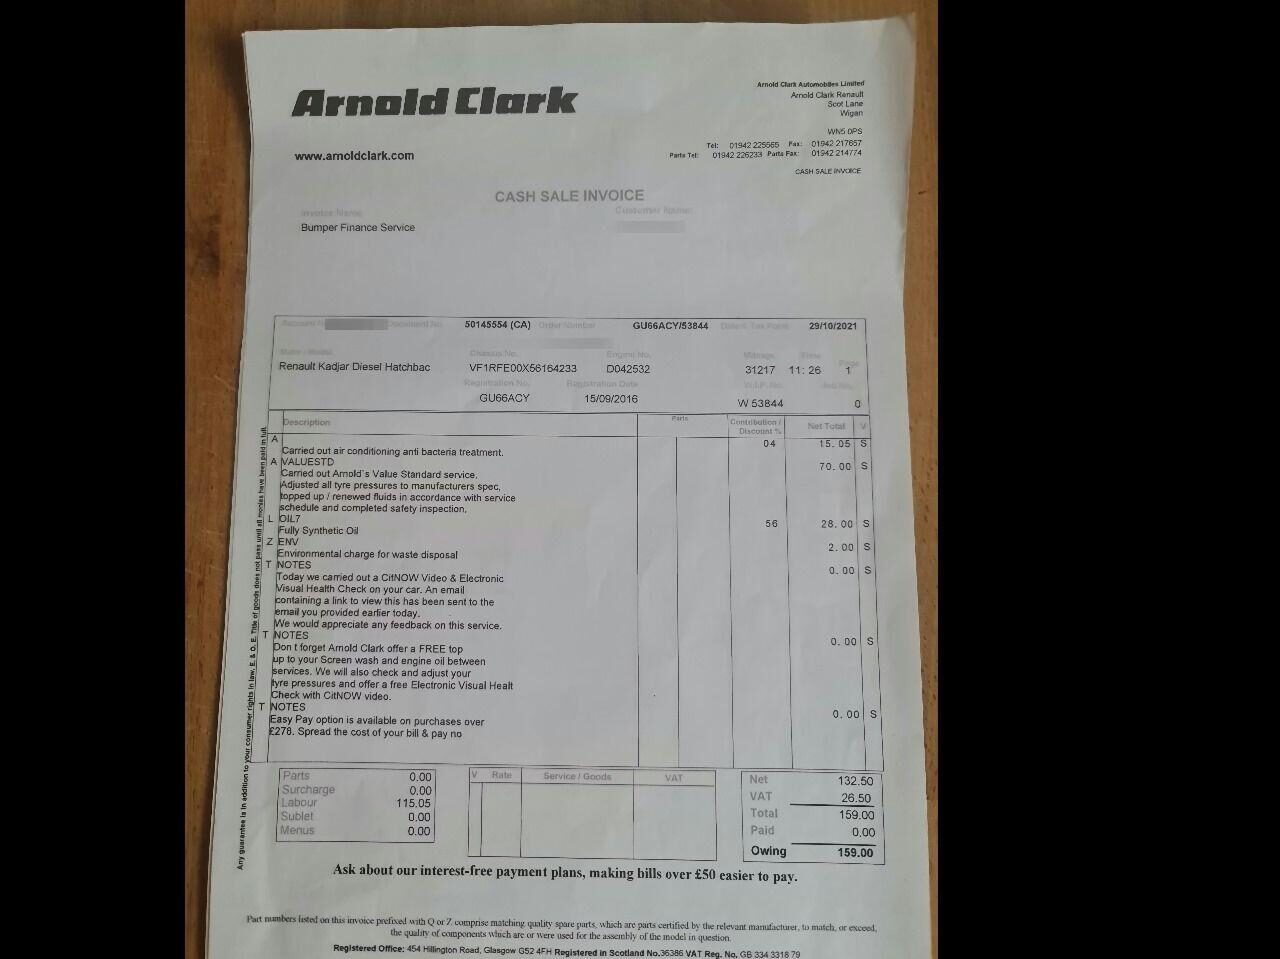 Arnold Clark
Arnold Clark Automobiles Limited
Arnold Clark Renault
Scot Lane
Wigan
WN5 0PS
Tel: 01942 225565 Fax: 01942 217657
Parts Tel: 01942 226233 Parts Fax: 01942 214774
www.arnoldclark.com
CASH SALE INVOICE
CASH SALE INVOICE
Invoice Name Customer Name:
Bumper Finance Service
Document No. 50145554 (CA) Order Number GU66ACY/53844 Date & Tax Point 29/10/2021
Make / Model Chassis No. Engine No. Mileage Time Page
Renault Kadjar Diesel Hatchbac VF1RFE00X56164233 D042532 31217 11: 26 1
Registration No. Registration Date W.I.P. No. Job No.
GU66ACY 15/09/2016 W 53844 0
Description Parts Contribution / Discount % Net Total V
A 04 15.05 S
Carried out air conditioning anti bacteria treatment.
A VALUESTD 70.00 S
Carried out Arnold`s Value Standard service.
Adjusted all tyre pressures to manufacturers spec,
topped up / renewed fluids in accordance with service
schedule and completed safety inspection.
L OIL7 56 28.00 S
Fully Synthetic Oil
Z ENV 2.00 S
Environmental charge for waste disposal
T NOTES 0.00 S
Today we carried out a CitNOW Video & Electronic
Visual Health Check on your car. An email
containing a link to view this has been sent to the
email you provided earlier today.
We would appreciate any feedback on this service.
T NOTES 0.00 S
Don t forget Arnold Clark offer a FREE top
up to your Screen wash and engine oil between
services. We will also check and adjust your
tyre pressures and offer a free Electronic Visual Healt
Check with CitNOW video.
T NOTES 0.00 S
Easy Pay option is available on purchases over
£278. Spread the cost of your bill & pay no
Any guarantee is in addition to your consumer rights in law. E. & O. E. Title of goods does not pass until all monies have been paid in full.
Parts 0.00
Surcharge 0.00
Labour 115.05
Sublet 0.00
Menus 0.00
V Rate Service / Goods VAT
Net 132.50
VAT 26.50
Total 159.00
Paid 0.00
Owing 159.00
Ask about our interest-free payment plans, making bills over £50 easier to pay.
Part numbers listed on this invoice prefixed with Q or Z comprise matching quality spare parts, which are parts certified by the relevant manufacturer, to match, or exceed,
the quality of components which are or were used for the assembly of the model in question.
Registered Office: 454 Hillington Road, Glasgow G52 4FH Registered in Scotland No.36386 VAT Reg. No. GB 334 3318 79